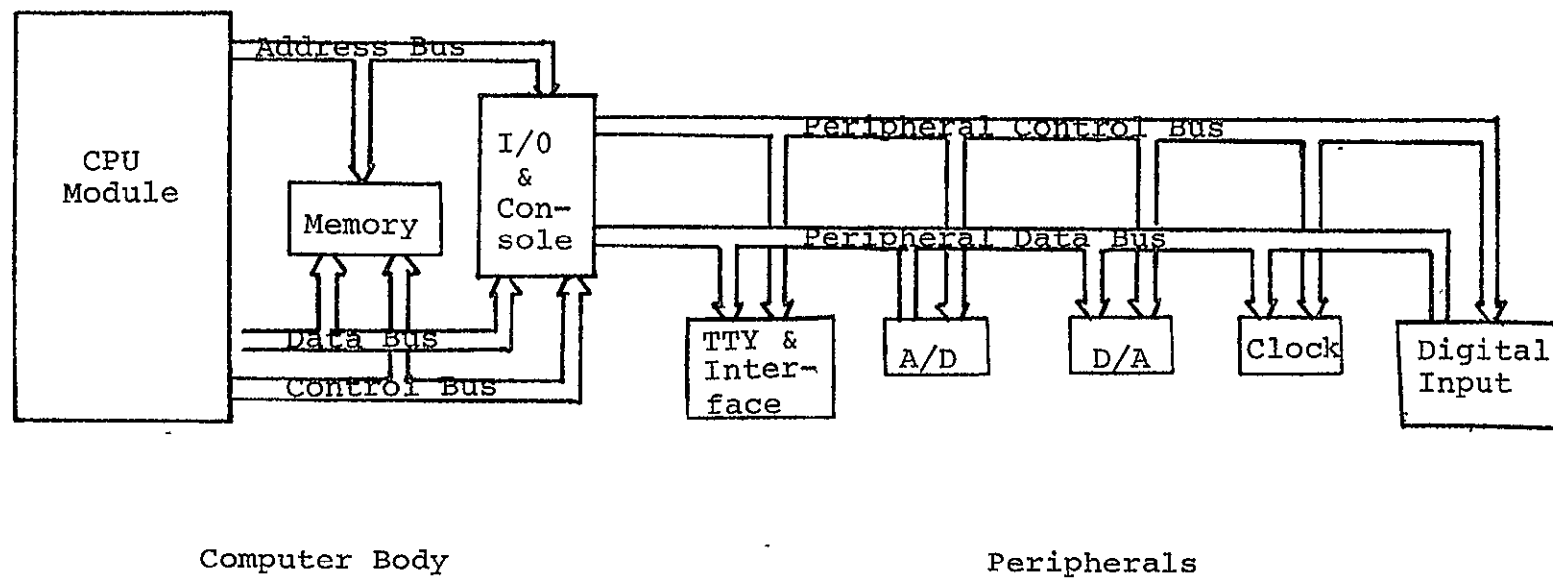 Address Bus
CPU
Module
Memory
I/O
&
Con-
sole
Data Bus
Control Bus
Peripheral Control Bus
Peripheral Data Bus
TTY &
Inter-
face
A/D
D/A
Clock
Digital
Input
Computer Body
Peripherals